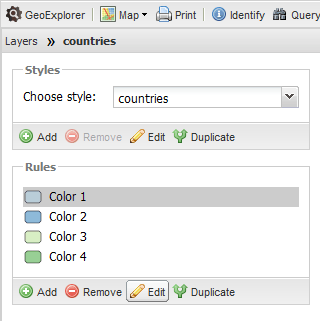 GeoExplorer Map Print Identify Query
Layers » countries
Styles
Choose style: countries
Add Remove Edit Duplicate
Rules
Color 1
Color 2
Color 3
Color 4
Add Remove Edit Duplicate